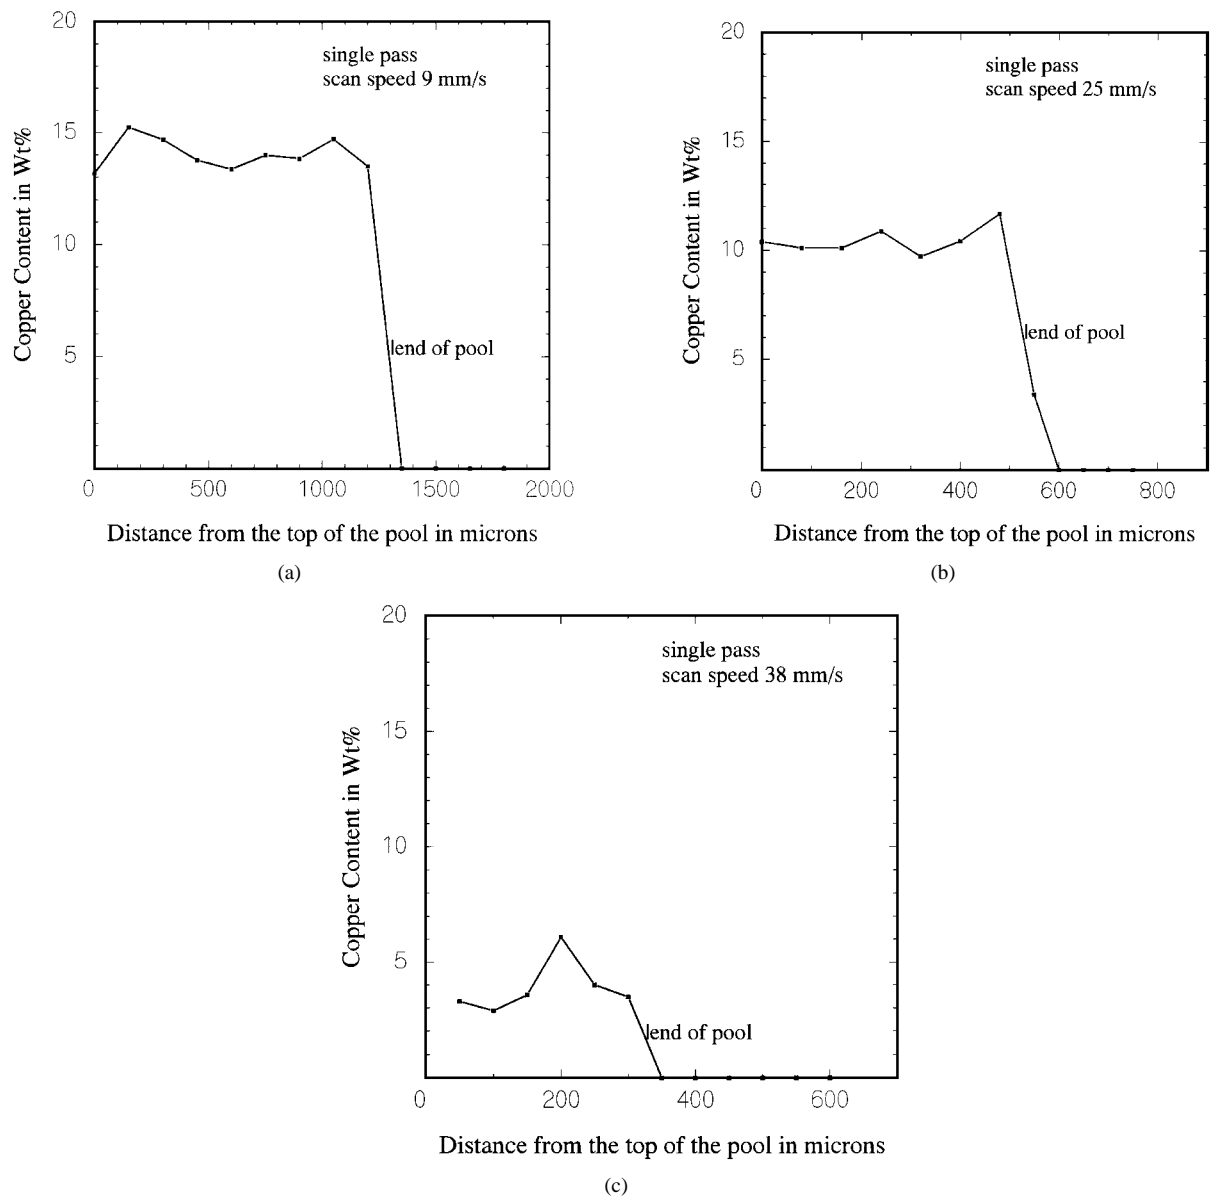 20
15
10
5
0
500
1000
1500
2000
Copper Content in Wt%
single pass
scan speed 9 mm/s
end of pool
Distance from the top of the pool in microns
(a)
20
15
10
5
0
200
400
600
800
Copper Content in Wt%
single pass
scan speed 25 mm/s
end of pool
Distance from the top of the pool in microns
(b)
20
15
10
5
0
200
400
600
Copper Content in Wt%
single pass
scan speed 38 mm/s
end of pool
Distance from the top of the pool in microns
(c)